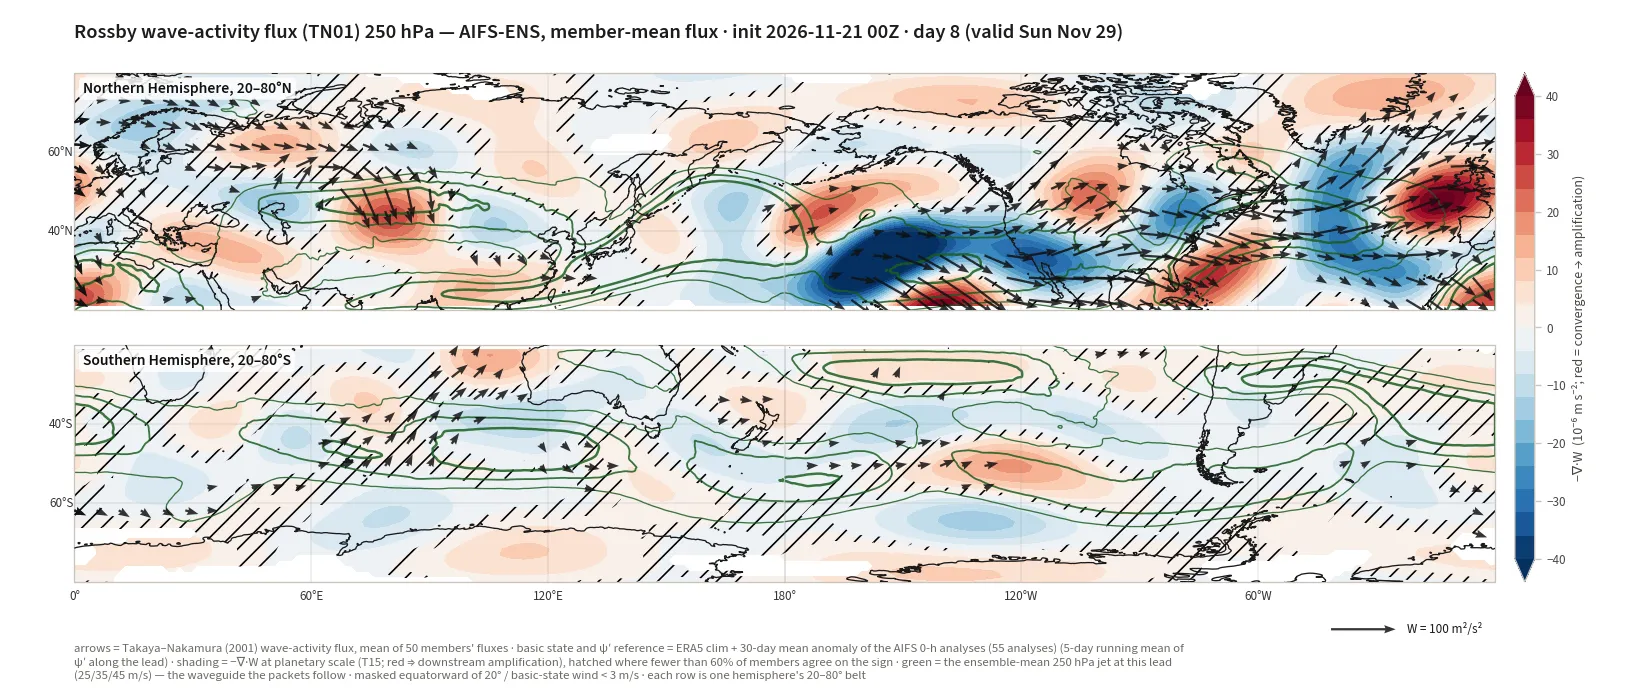 Rossby wave-activity flux (TN01) 250 hPa — AIFS-ENS, member-mean flux · init 2026-11-21 00Z · day 8 (valid Sun Nov 29)
Northern Hemisphere, 20–80°N
60°N
40°N
Southern Hemisphere, 20–80°S
40°S
60°S
0°
60°E
120°E
180°
120°W
60°W
40
30
20
10
0
−10
−20
−30
−40
−∇·W (10⁻⁶ m s⁻²; red = convergence → amplification)
W = 100 m²/s²
arrows = Takaya–Nakamura (2001) wave-activity flux, mean of 50 members' fluxes · basic state and ψ' reference = ERA5 clim + 30-day mean anomaly of the AIFS 0-h analyses (55 analyses) (5-day running mean of
ψ' along the lead) · shading = −∇·W at planetary scale (T15; red ⇒ downstream amplification), hatched where fewer than 60% of members agree on the sign · green = the ensemble-mean 250 hPa jet at this lead
(25/35/45 m/s) — the waveguide the packets follow · masked equatorward of 20° / basic-state wind < 3 m/s · each row is one hemisphere's 20–80° belt